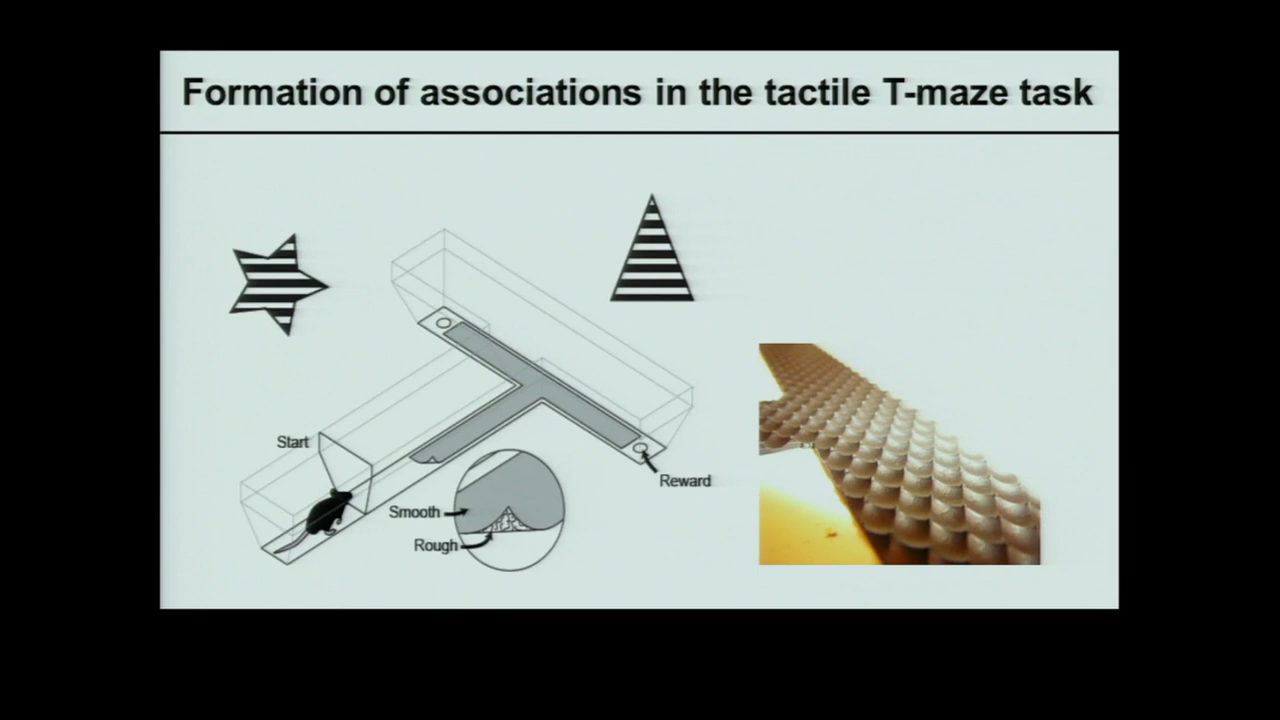 Formation of associations in the tactile T-maze task
Start
Reward
Smooth
Rough